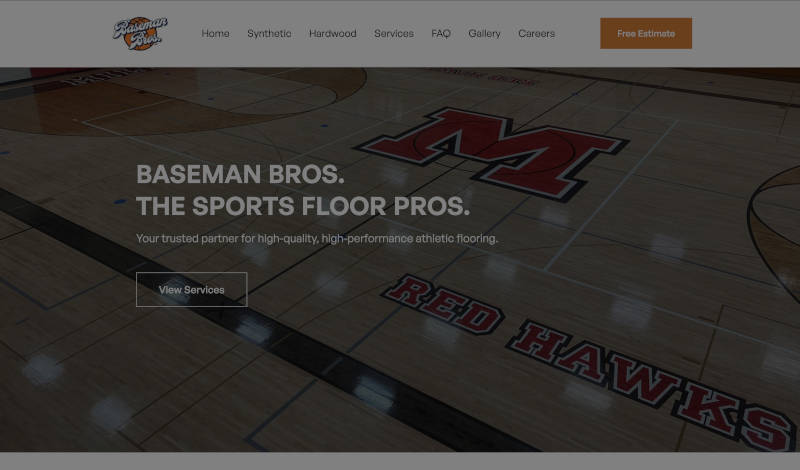 Baseman
Bros.
Home Synthetic Hardwood Services FAQ Gallery Careers
Free Estimate
M
BASEMAN BROS.
THE SPORTS FLOOR PROS.
Your trusted partner for high-quality, high-performance athletic flooring.
View Services
RED HAWKS